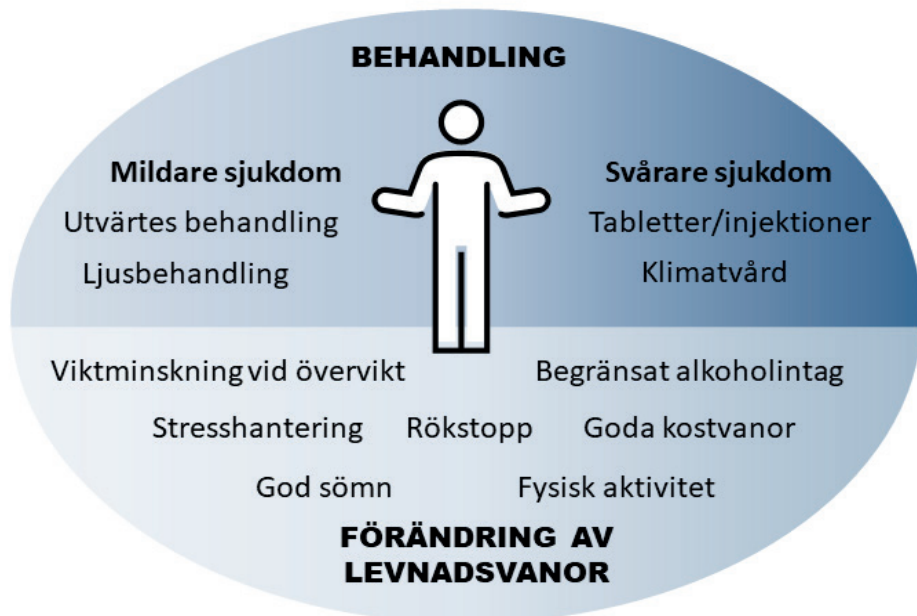 BEHANDLING
Mildare sjukdom
Utvärtes behandling
Ljusbehandling
Svårare sjukdom
Tabletter/injektioner
Klimatvård
Viktminskning vid övervikt
Begränsat alkoholintag
Stresshantering
Rökstopp
Goda kostvanor
God sömn
Fysisk aktivitet
FÖRÄNDRING AV
LEVNADSVANOR